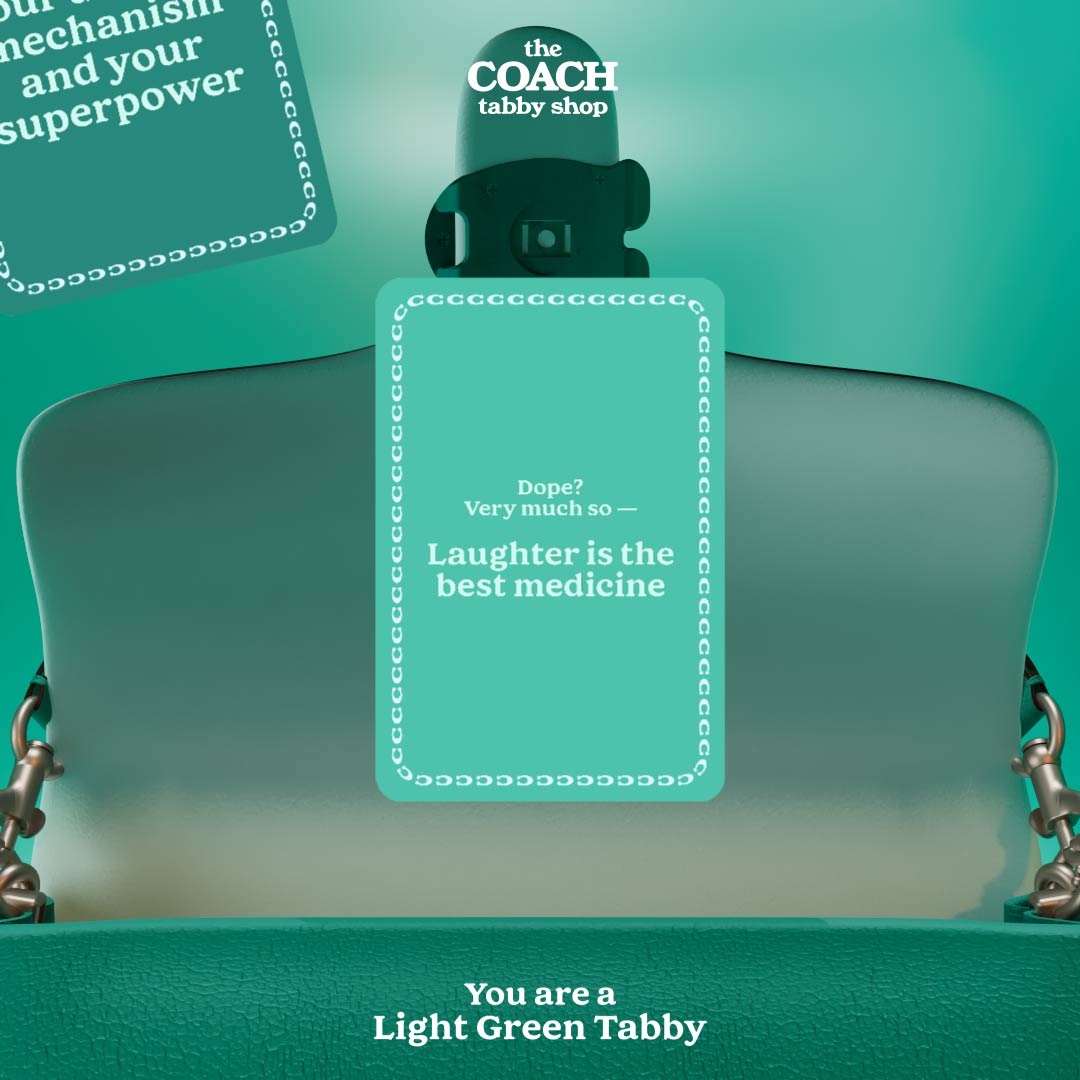 mechanism
and your
superpower
the
COACH
tabby shop
Dope?
Very much so —
Laughter is the
best medicine
You are a
Light Green Tabby